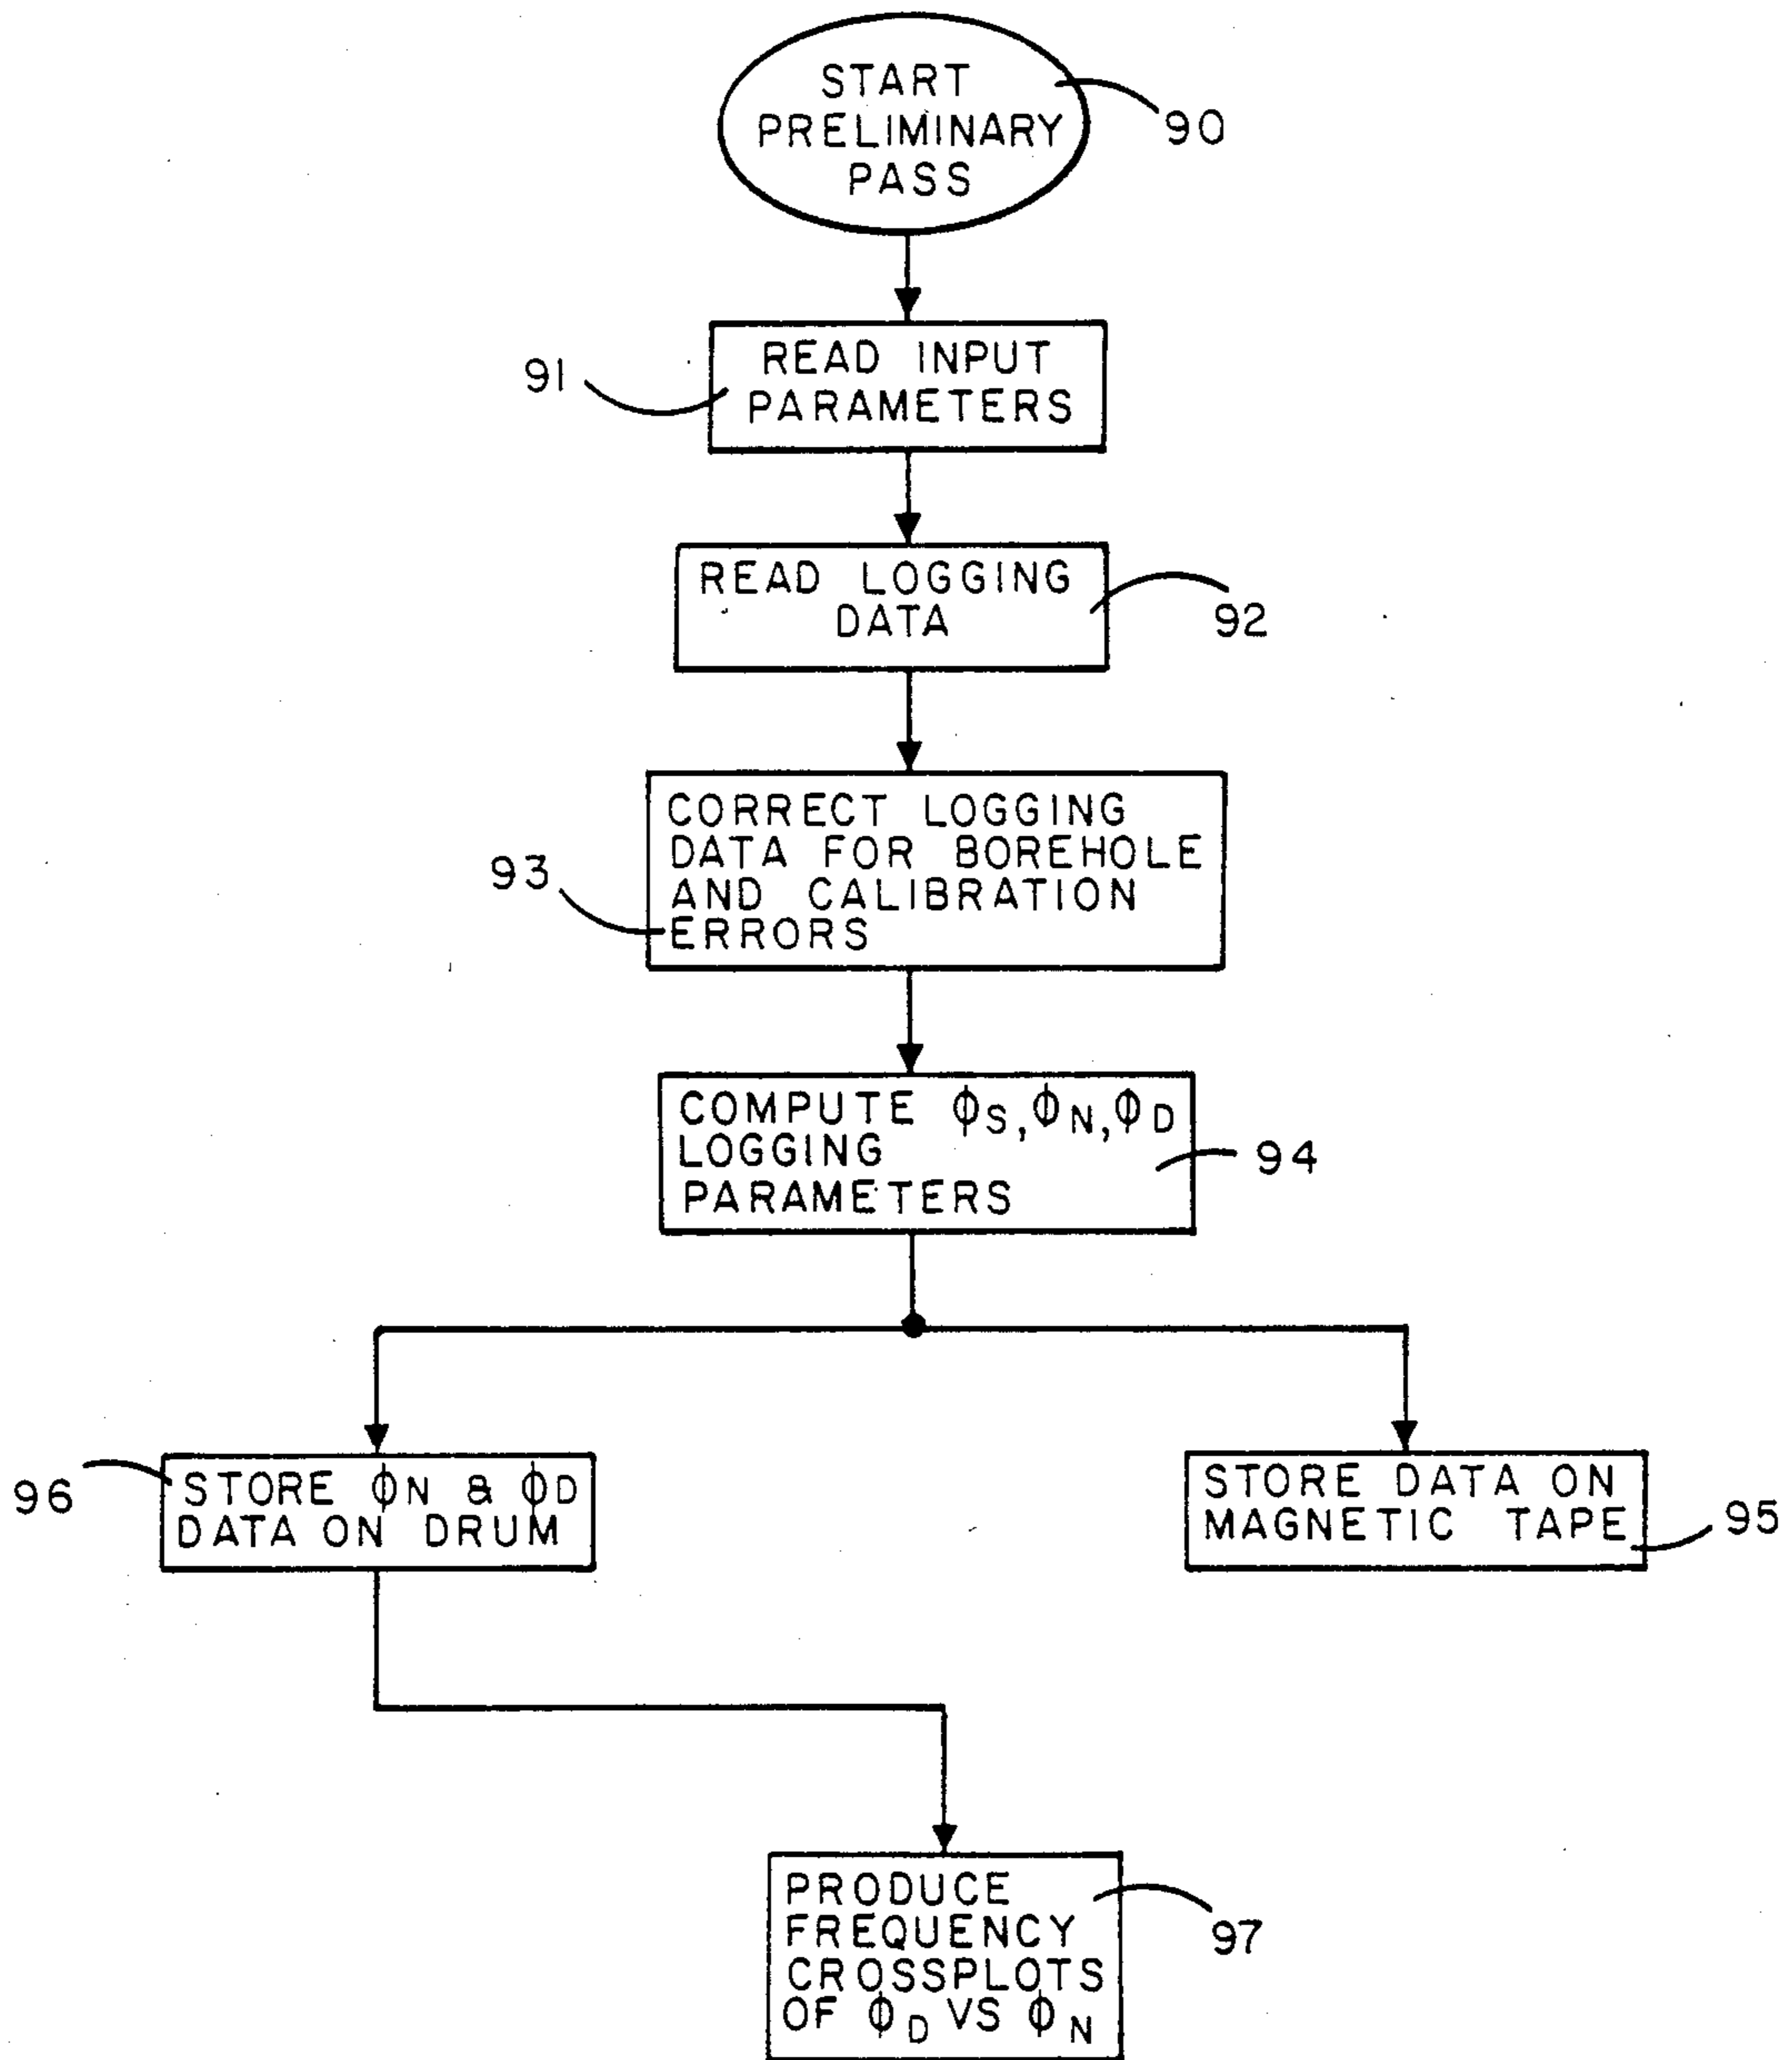 START
PRELIMINARY
PASS
90
READ INPUT
PARAMETERS
91
READ LOGGING
DATA
92
CORRECT LOGGING
DATA FOR BOREHOLE
AND CALIBRATION
ERRORS
93
COMPUTE ϕS, ϕN, ϕD
LOGGING
PARAMETERS
94
STORE ϕN & ϕD
DATA ON DRUM
96
STORE DATA ON
MAGNETIC TAPE
95
PRODUCE
FREQUENCY
CROSSPLOTS
OF ϕD VS ϕN
97